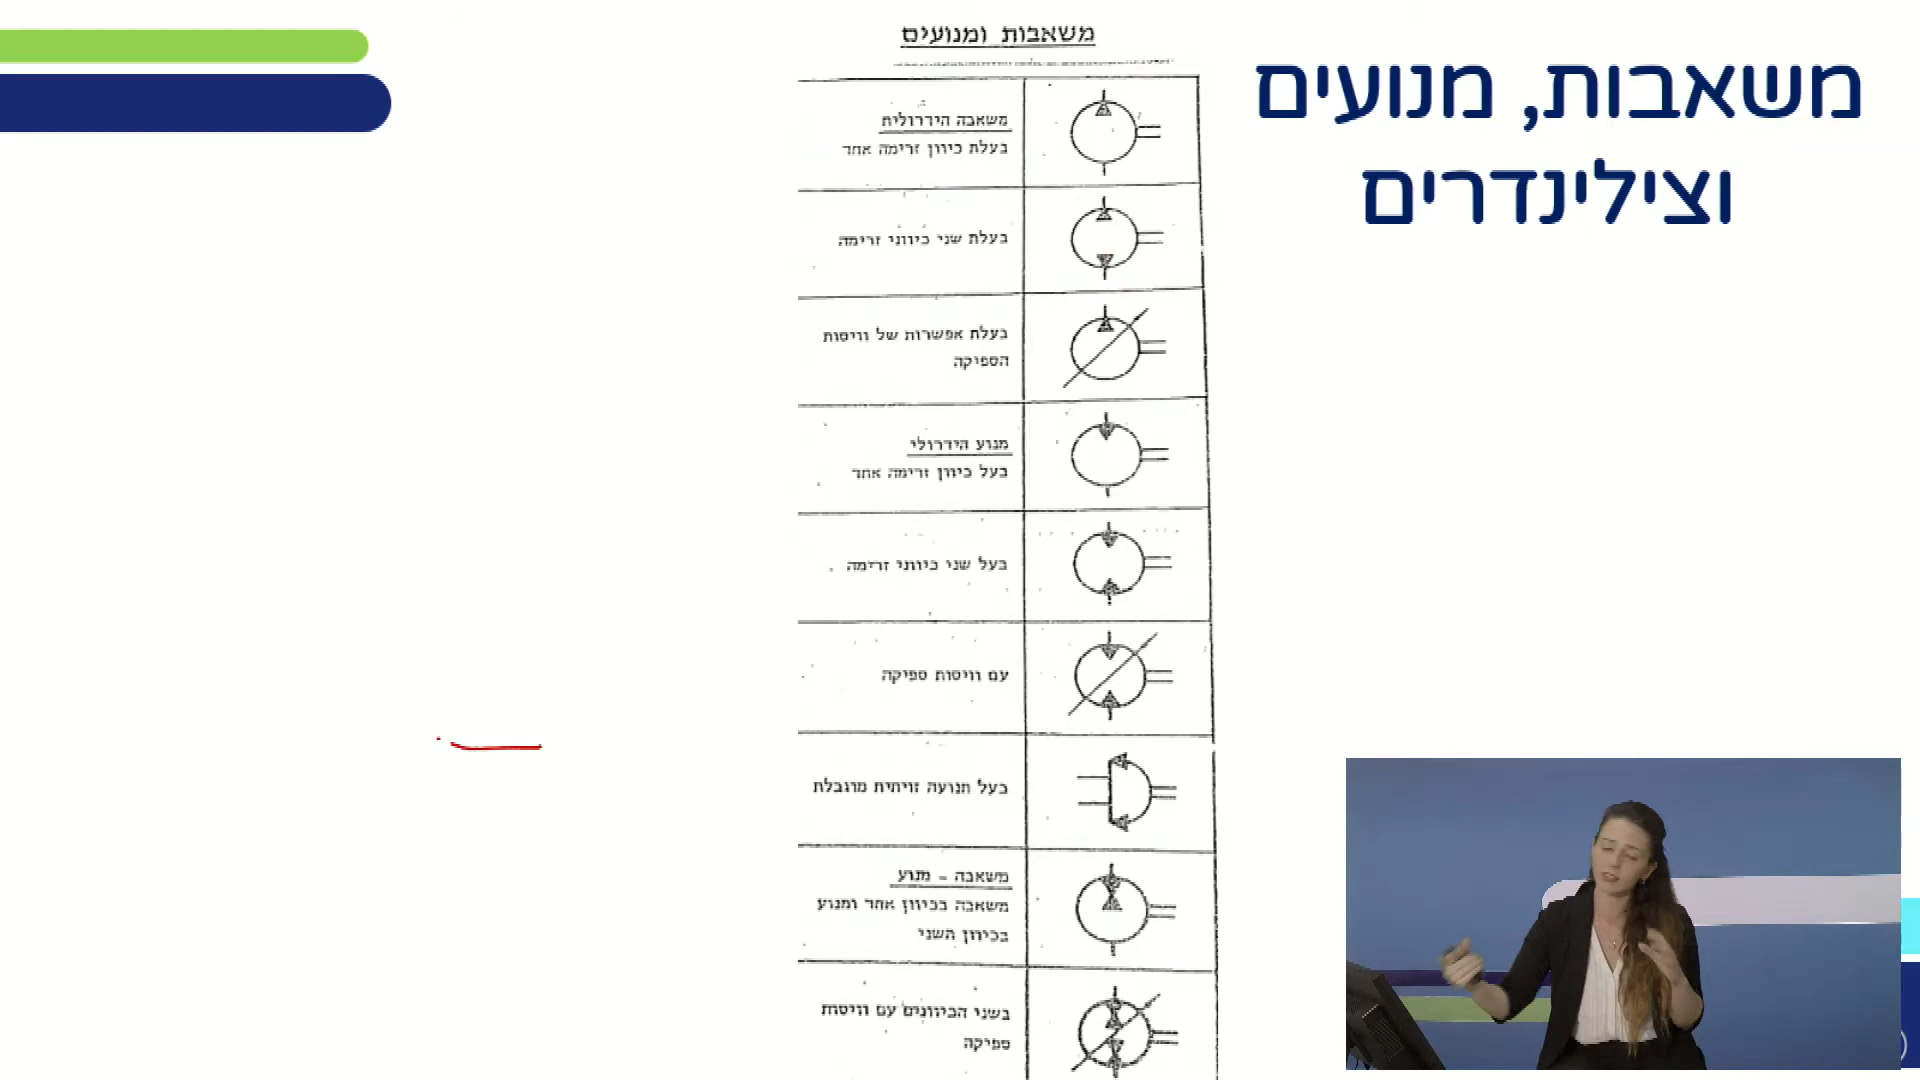 משאבות, מנועים
וצילינדרים
משאבות ומנועים
משאבה הידרולית
בעלת כיוון זרימה אחד
בעלת שני כיווני זרימה
בעלת אפשרות של וויסות
הספיקה
מנוע הידרולי
בעל כיוון זרימה אחד
בעל שני כיווני זרימה
עם וויסות ספיקה
בעל תנועה זויתית מוגבלת
משאבה - מנוע
משאבה בכיוון אחד ומנוע
בכיוון השני
בשני הכיוונים עם וויסות
ספיקה